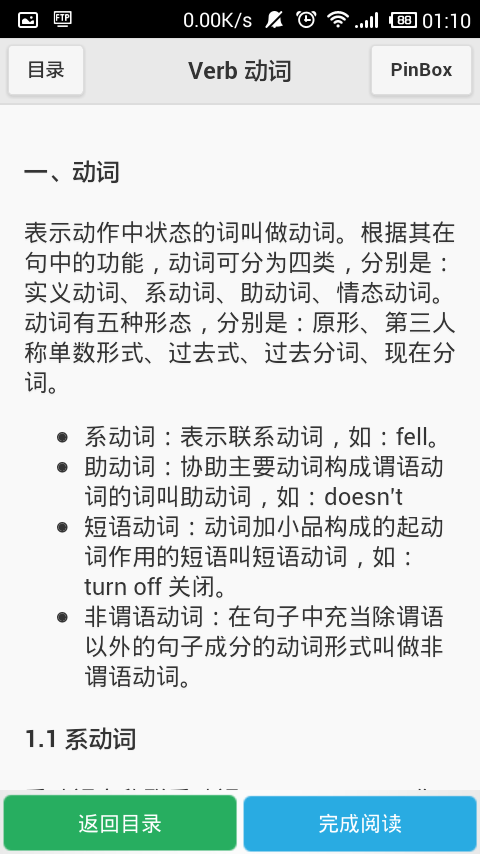 FTP 0.00K/s 88 01:10
目录 Verb 动词 PinBox
一、动词
表示动作中状态的词叫做动词。根据其在
句中的功能，动词可分为四类，分别是：
实义动词、系动词、助动词、情态动词。
动词有五种形态，分别是：原形、第三人
称单数形式、过去式、过去分词、现在分
词。
系动词：表示联系动词，如：fell。
助动词：协助主要动词构成谓语动
词的词叫助动词，如：doesn't
短语动词：动词加小品构成的起动
词作用的短语叫短语动词，如：
turn off 关闭。
非谓语动词：在句子中充当除谓语
以外的句子成分的动词形式叫做非
谓语动词。
1.1 系动词
返回目录 完成阅读